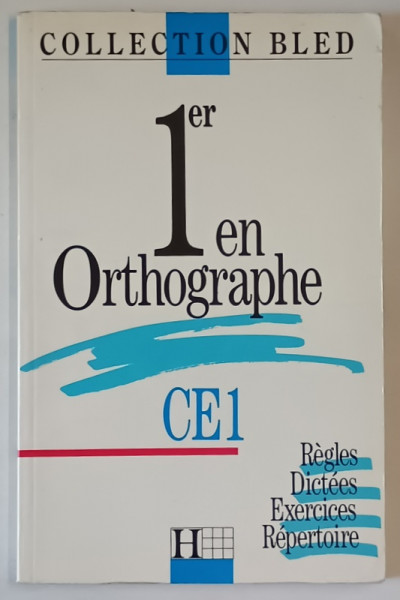 COLLECTION BLED
1er
en
Orthographe
CE1
Règles
Dictées
Exercices
Répertoire
H